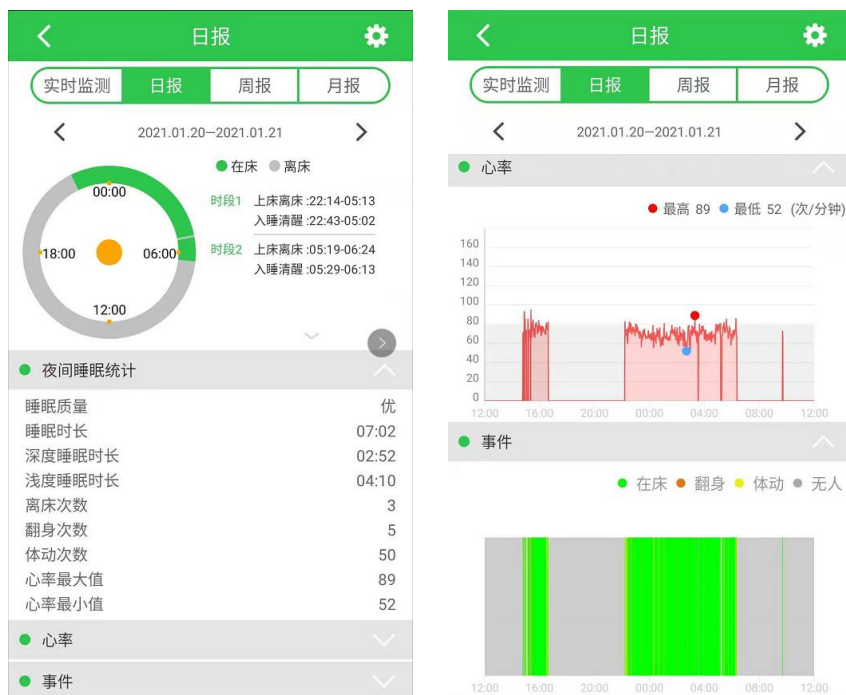 日报
实时监测 日报 周报 月报
2021.01.20—2021.01.21
在床 离床
00:00
06:00
12:00
18:00
时段1 上床离床:22:14-05:13
入睡清醒:22:43-05:02
时段2 上床离床:05:19-06:24
入睡清醒:05:29-06:13
夜间睡眠统计
睡眠质量 优
睡眠时长 07:02
深度睡眠时长 02:52
浅度睡眠时长 04:10
离床次数 3
翻身次数 5
体动次数 50
心率最大值 89
心率最小值 52
心率
事件
日报
实时监测 日报 周报 月报
2021.01.20—2021.01.21
心率
最高 89 最低 52 (次/分钟)
160
140
120
100
80
60
40
20
0
12:00 16:00 20:00 00:00 04:00 08:00 12:00
事件
在床 翻身 体动 无人
12:00 16:00 20:00 00:00 04:00 08:00 12:00